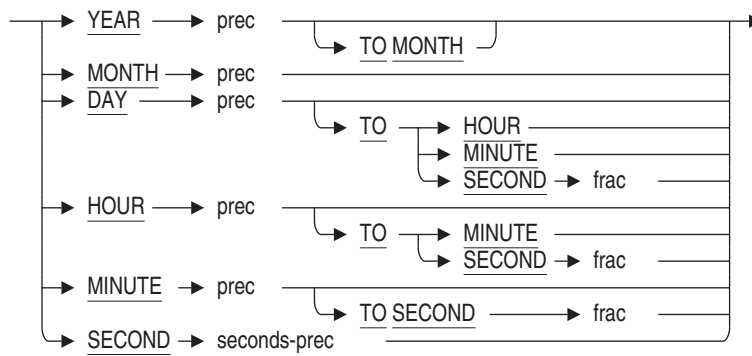 YEAR prec
TO MONTH
MONTH prec
DAY prec
TO HOUR
MINUTE
SECOND frac
HOUR prec
TO MINUTE
SECOND frac
MINUTE prec
TO SECOND frac
SECOND seconds-prec